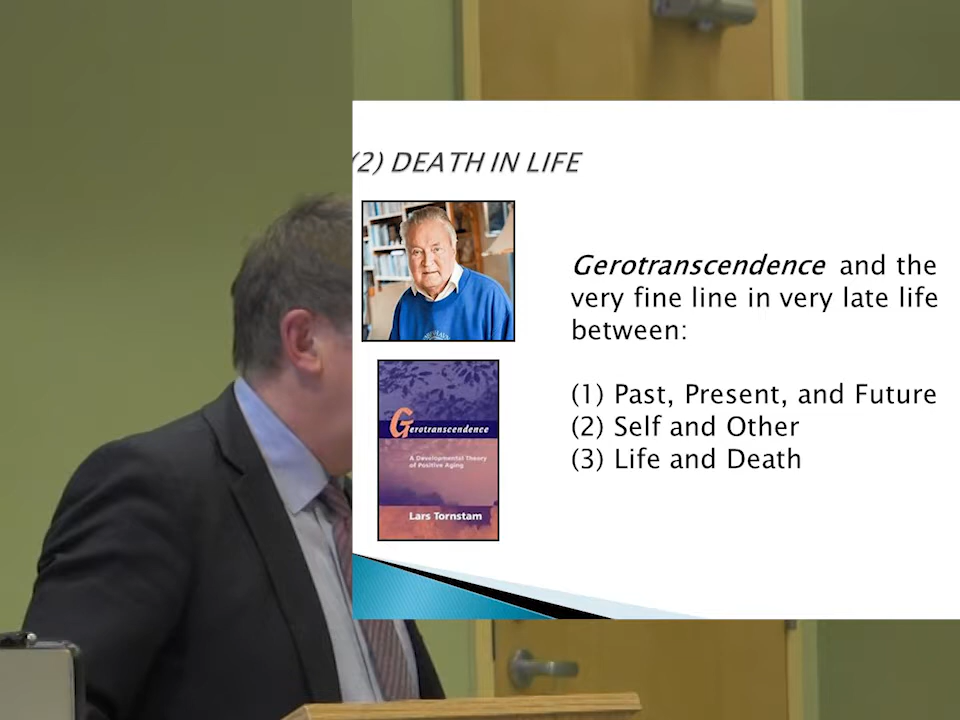 (2) DEATH IN LIFE
Gerotranscendence and the
very fine line in very late life
between:
(1) Past, Present, and Future
(2) Self and Other
(3) Life and Death
Gerotranscendence
A Developmental Theory
of Positive Aging
Lars Tornstam